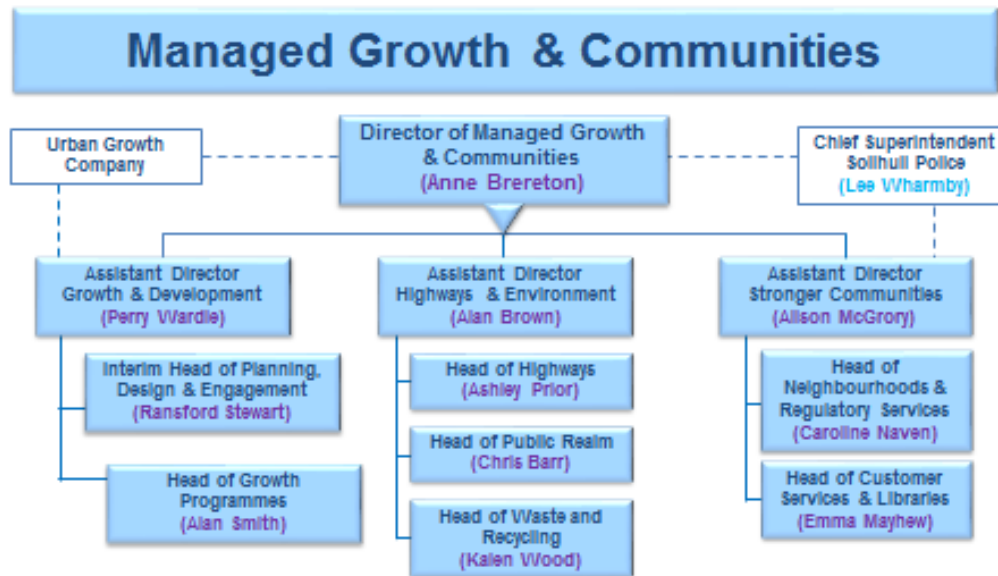 Managed Growth & Communities
Urban Growth
Company
Director of Managed Growth
& Communities
(Anne Brereton)
Chief Superintendent
Solihull Police
(Lee Wharmby)
Assistant Director
Growth & Development
(Perry Wardle)
Assistant Director
Highways & Environment
(Alan Brown)
Assistant Director
Stronger Communities
(Alison McGrory)
Interim Head of Planning,
Design & Engagement
(Ransford Stewart)
Head of Growth
Programmes
(Alan Smith)
Head of Highways
(Ashley Prior)
Head of Public Realm
(Chris Barr)
Head of Waste and
Recycling
(Kalen Wood)
Head of
Neighbourhoods &
Regulatory Services
(Caroline Naven)
Head of Customer
Services & Libraries
(Emma Mayhew)